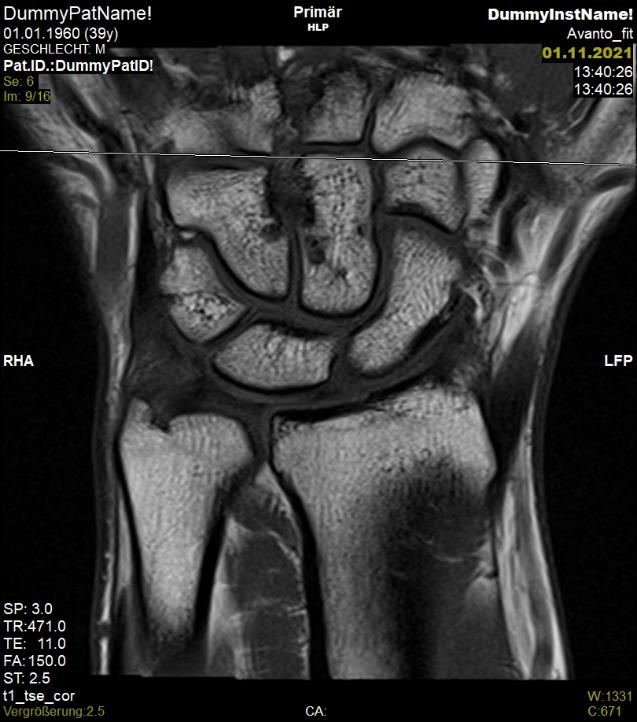 DummyPatName!
01.01.1960 (39y)
GESCHLECHT: M
Pat.ID.:DummyPatID!
Se: 6
Im: 9/16
Primär
HLP
DummyInstName!
Avanto_fit
01.11.2021
13:40:26
13:40:26
RHA
LFP
SP: 3.0
TR:471.0
TE: 11.0
FA:150.0
ST: 2.5
t1_tse_cor
Vergrößerung:2.5
CA:
W:1331
C:671